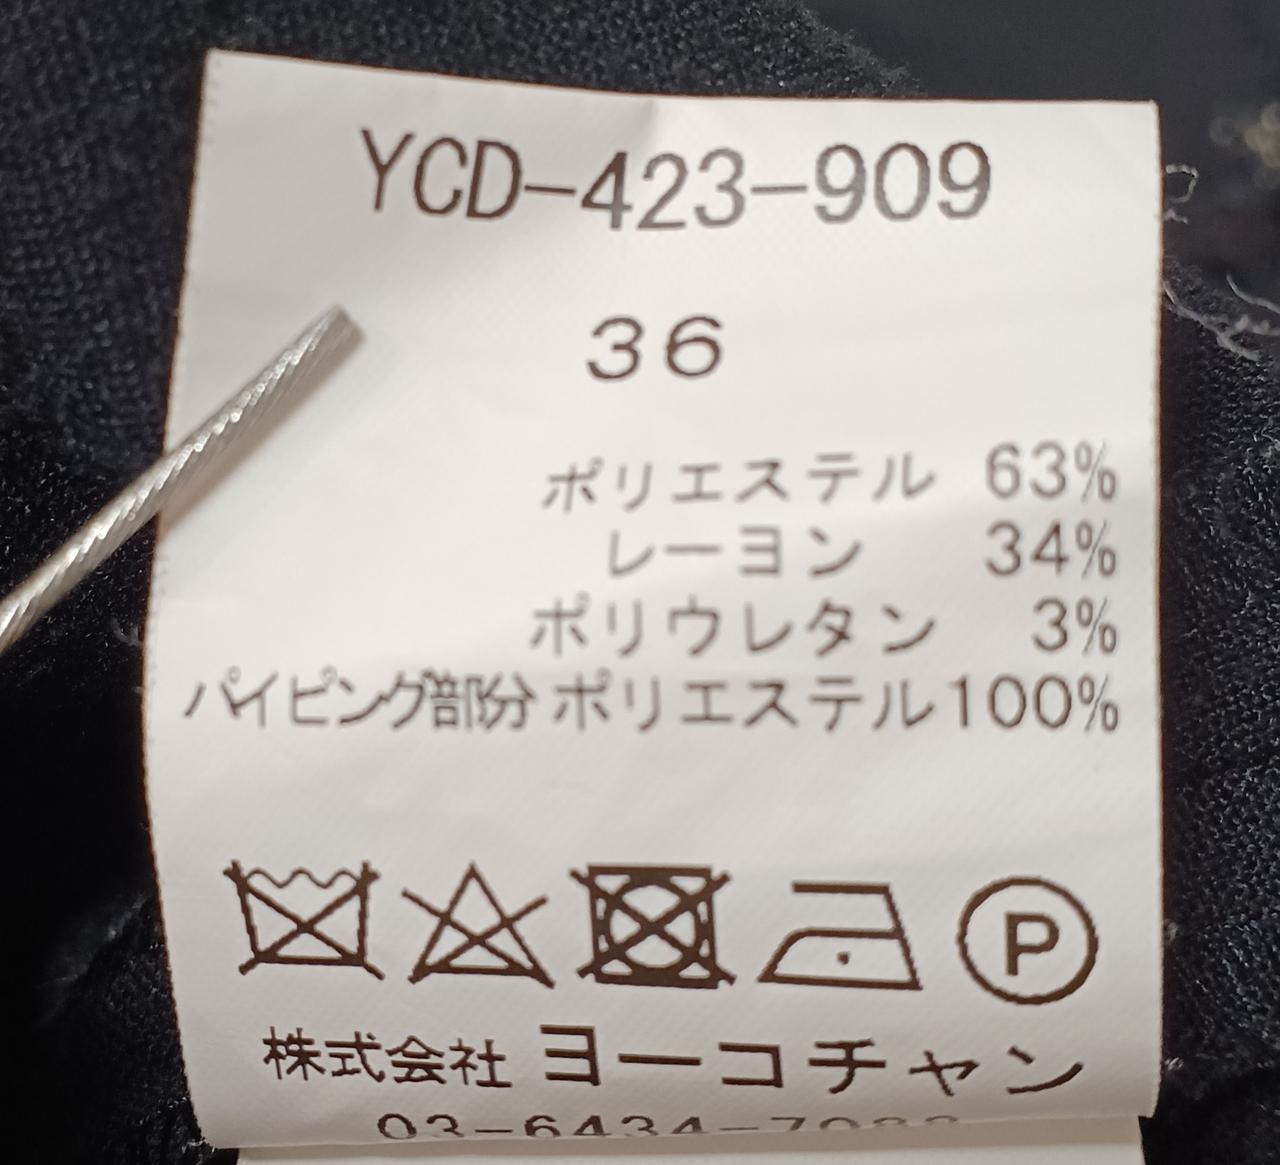 YCD-423-909
36
ポリエステル 63%
レーヨン 34%
ポリウレタン 3%
パイピング部分 ポリエステル100%
P
株式会社 ヨーコチャン
03-6434-